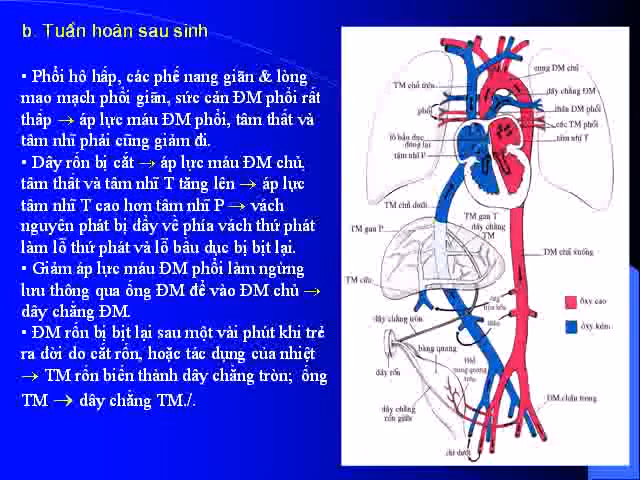 b. Tuần hoàn sau sinh
• Phổi hô hấp, các phế nang giãn & lòng
mao mạch phổi giãn, sức cản ĐM phổi rất
thấp → áp lực máu ĐM phổi, tâm thất và
tâm nhĩ phải cũng giảm đi.
• Dây rốn bị cắt → áp lực máu ĐM chủ,
tâm thất và tâm nhĩ T tăng lên → áp lực
tâm nhĩ T cao hơn tâm nhĩ P → vách
nguyên phát bị đẩy về phía vách thứ phát
làm lỗ thứ phát và lỗ bầu dục bị bịt lại.
• Giảm áp lực máu ĐM phổi làm ngừng
lưu thông qua ống ĐM để vào ĐM chủ →
dây chằng ĐM.
• ĐM rốn bị bịt lại sau một vài phút khi trẻ
ra dời do cắt rốn, hoặc tác dụng của nhiệt
→ TM rốn biến thành dây chằng tròn; ống
TM → dây chằng TM./.
cung ĐM chủ
TM chủ trên
dây chằng ĐM
phổi
thân ĐM phổi
các TM phổi
lỗ bầu dục
đóng lại
tâm nhĩ T
tâm nhĩ P
TM chủ dưới
TM gan T
TM gan P
dây chằng
TM
ĐM chủ xuống
TM cửa
ôxy cao
dây chằng tròn
ôxy kém
bàng quang
dây rốn
ĐM chậu trong
dây chằng
rốn giữa
chi dưới